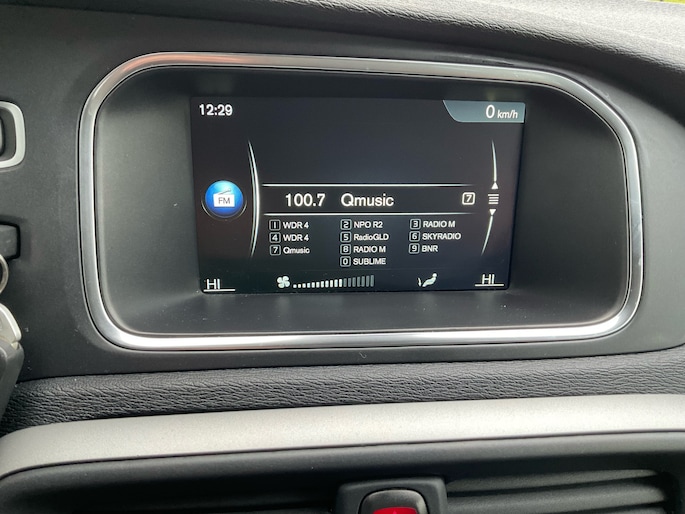 12:29 0 km/h
FM 100.7 Qmusic 7
1 WDR 4 2 NPO R2 3 RADIO M
4 WDR 4 5 RadioGLD 6 SKYRADIO
7 Qmusic 8 RADIO M 9 BNR
0 SUBLIME
HI HI